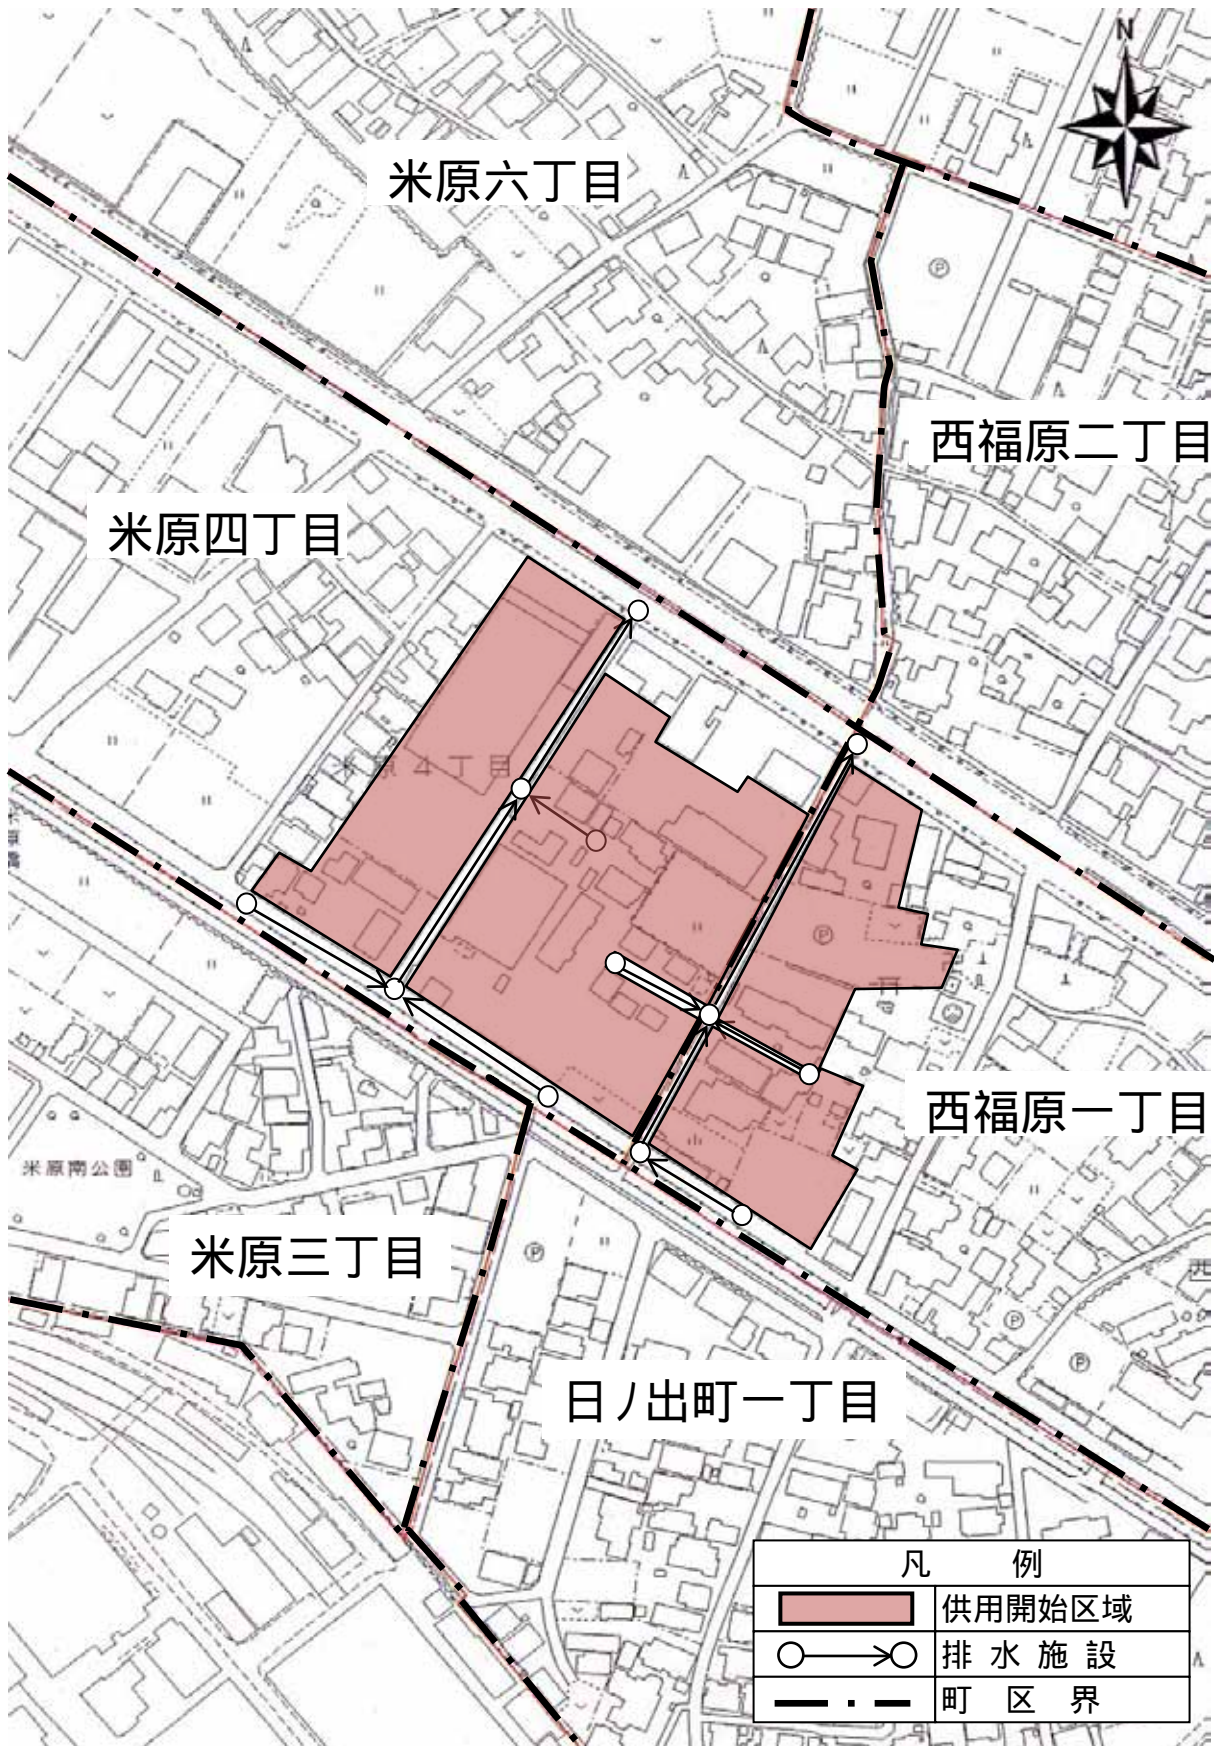 N
米原六丁目
Ⓟ
西福原二丁目
米原四丁目
米原4丁目
Ⓟ
西福原一丁目
米原南公園
米原三丁目
Ⓟ
西
Ⓟ
Ⓟ
日ノ出町一丁目
凡 例
供用開始区域
排 水 施 設
町 区 界